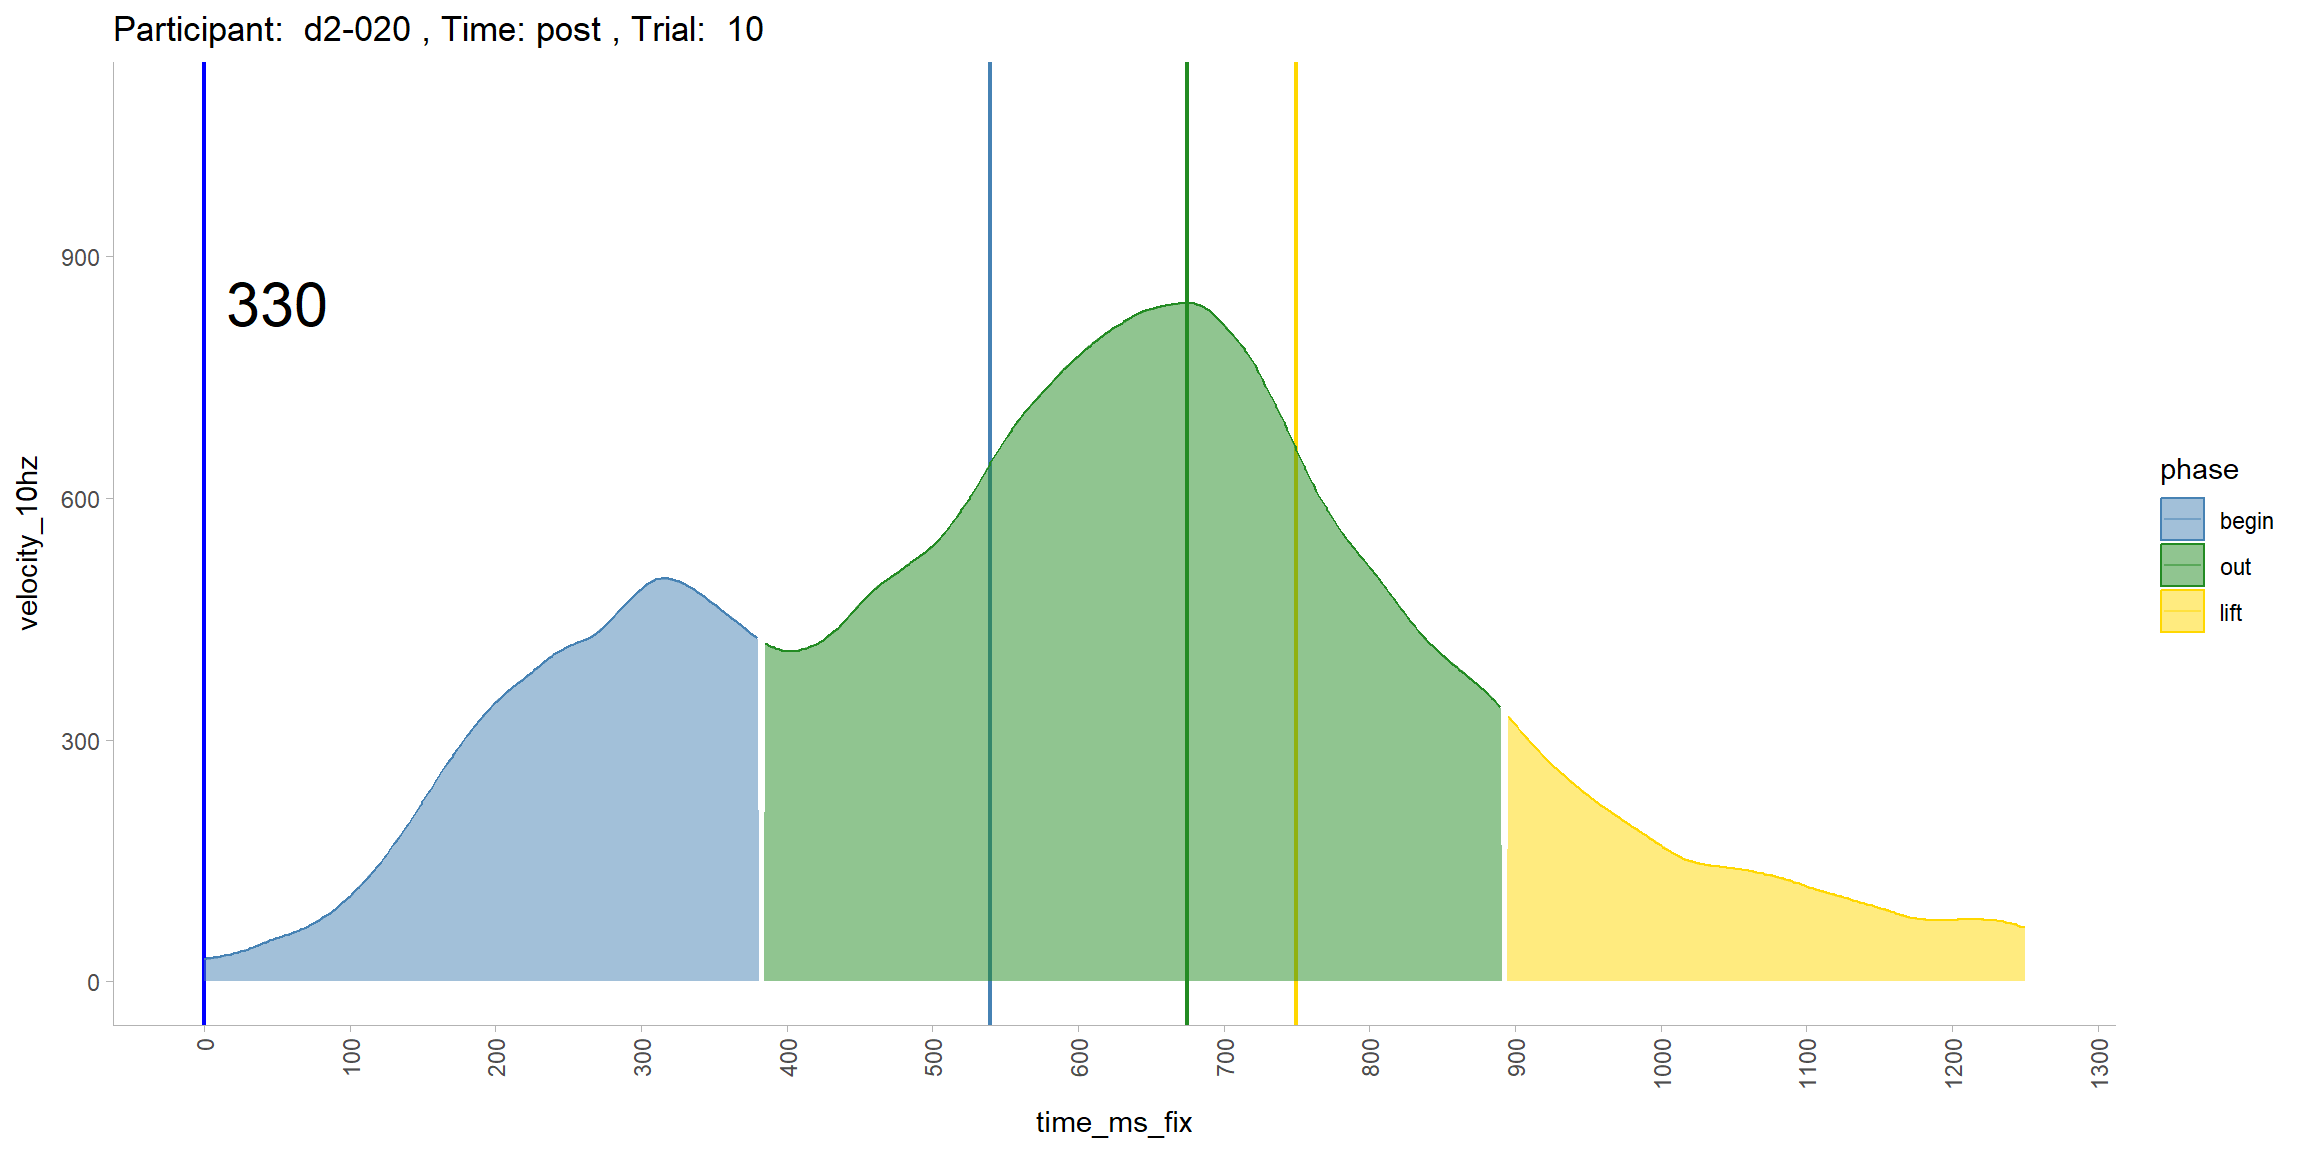 Participant:  d2-020 , Time: post , Trial:  10
900
600
300
0
velocity_10hz
330
0
100
200
300
400
500
600
700
800
900
1000
1100
1200
1300
time_ms_fix
phase
begin
out
lift